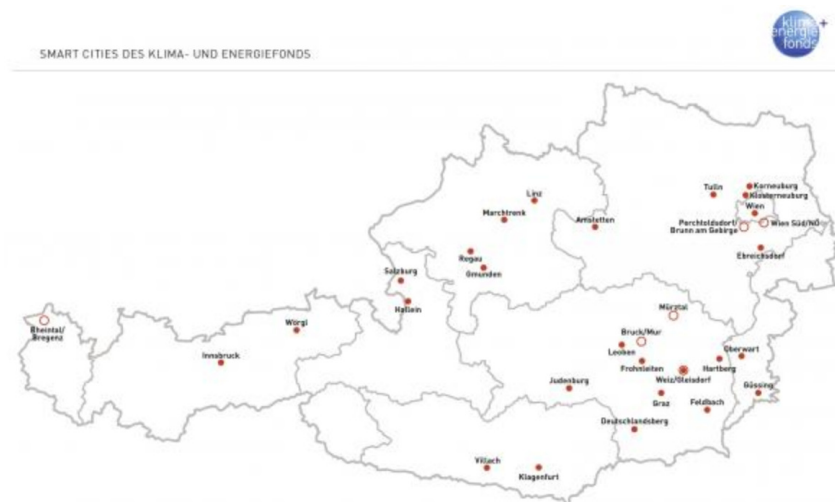 klima+
energie
fonds
SMART CITIES DES KLIMA- UND ENERGIEFONDS
Korneuburg
Tulln
Klosterneuburg
Linz
Wien
Marchtrenk
Amstetten
Perchtoldsdorf/
Brunn am Gebirge
Wien Süd/NÖ
Ebreichsdorf
Regau
Gmunden
Salzburg
Hallein
Mürztal
Rheintal/
Bregenz
Wörgl
Bruck/Mur
Leoben
Oberwart
Innsbruck
Frohnleiten
Hartberg
Weiz/Gleisdorf
Judenburg
Güssing
Graz
Feldbach
Deutschlandsberg
Villach
Klagenfurt